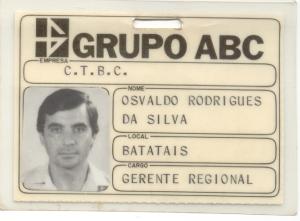 GRUPO ABC
EMPRESA
C.T.B.C.
NOME
OSVALDO RODRIGUES
DA SILVA
LOCAL
BATATAIS
CARGO
GERENTE REGIONAL